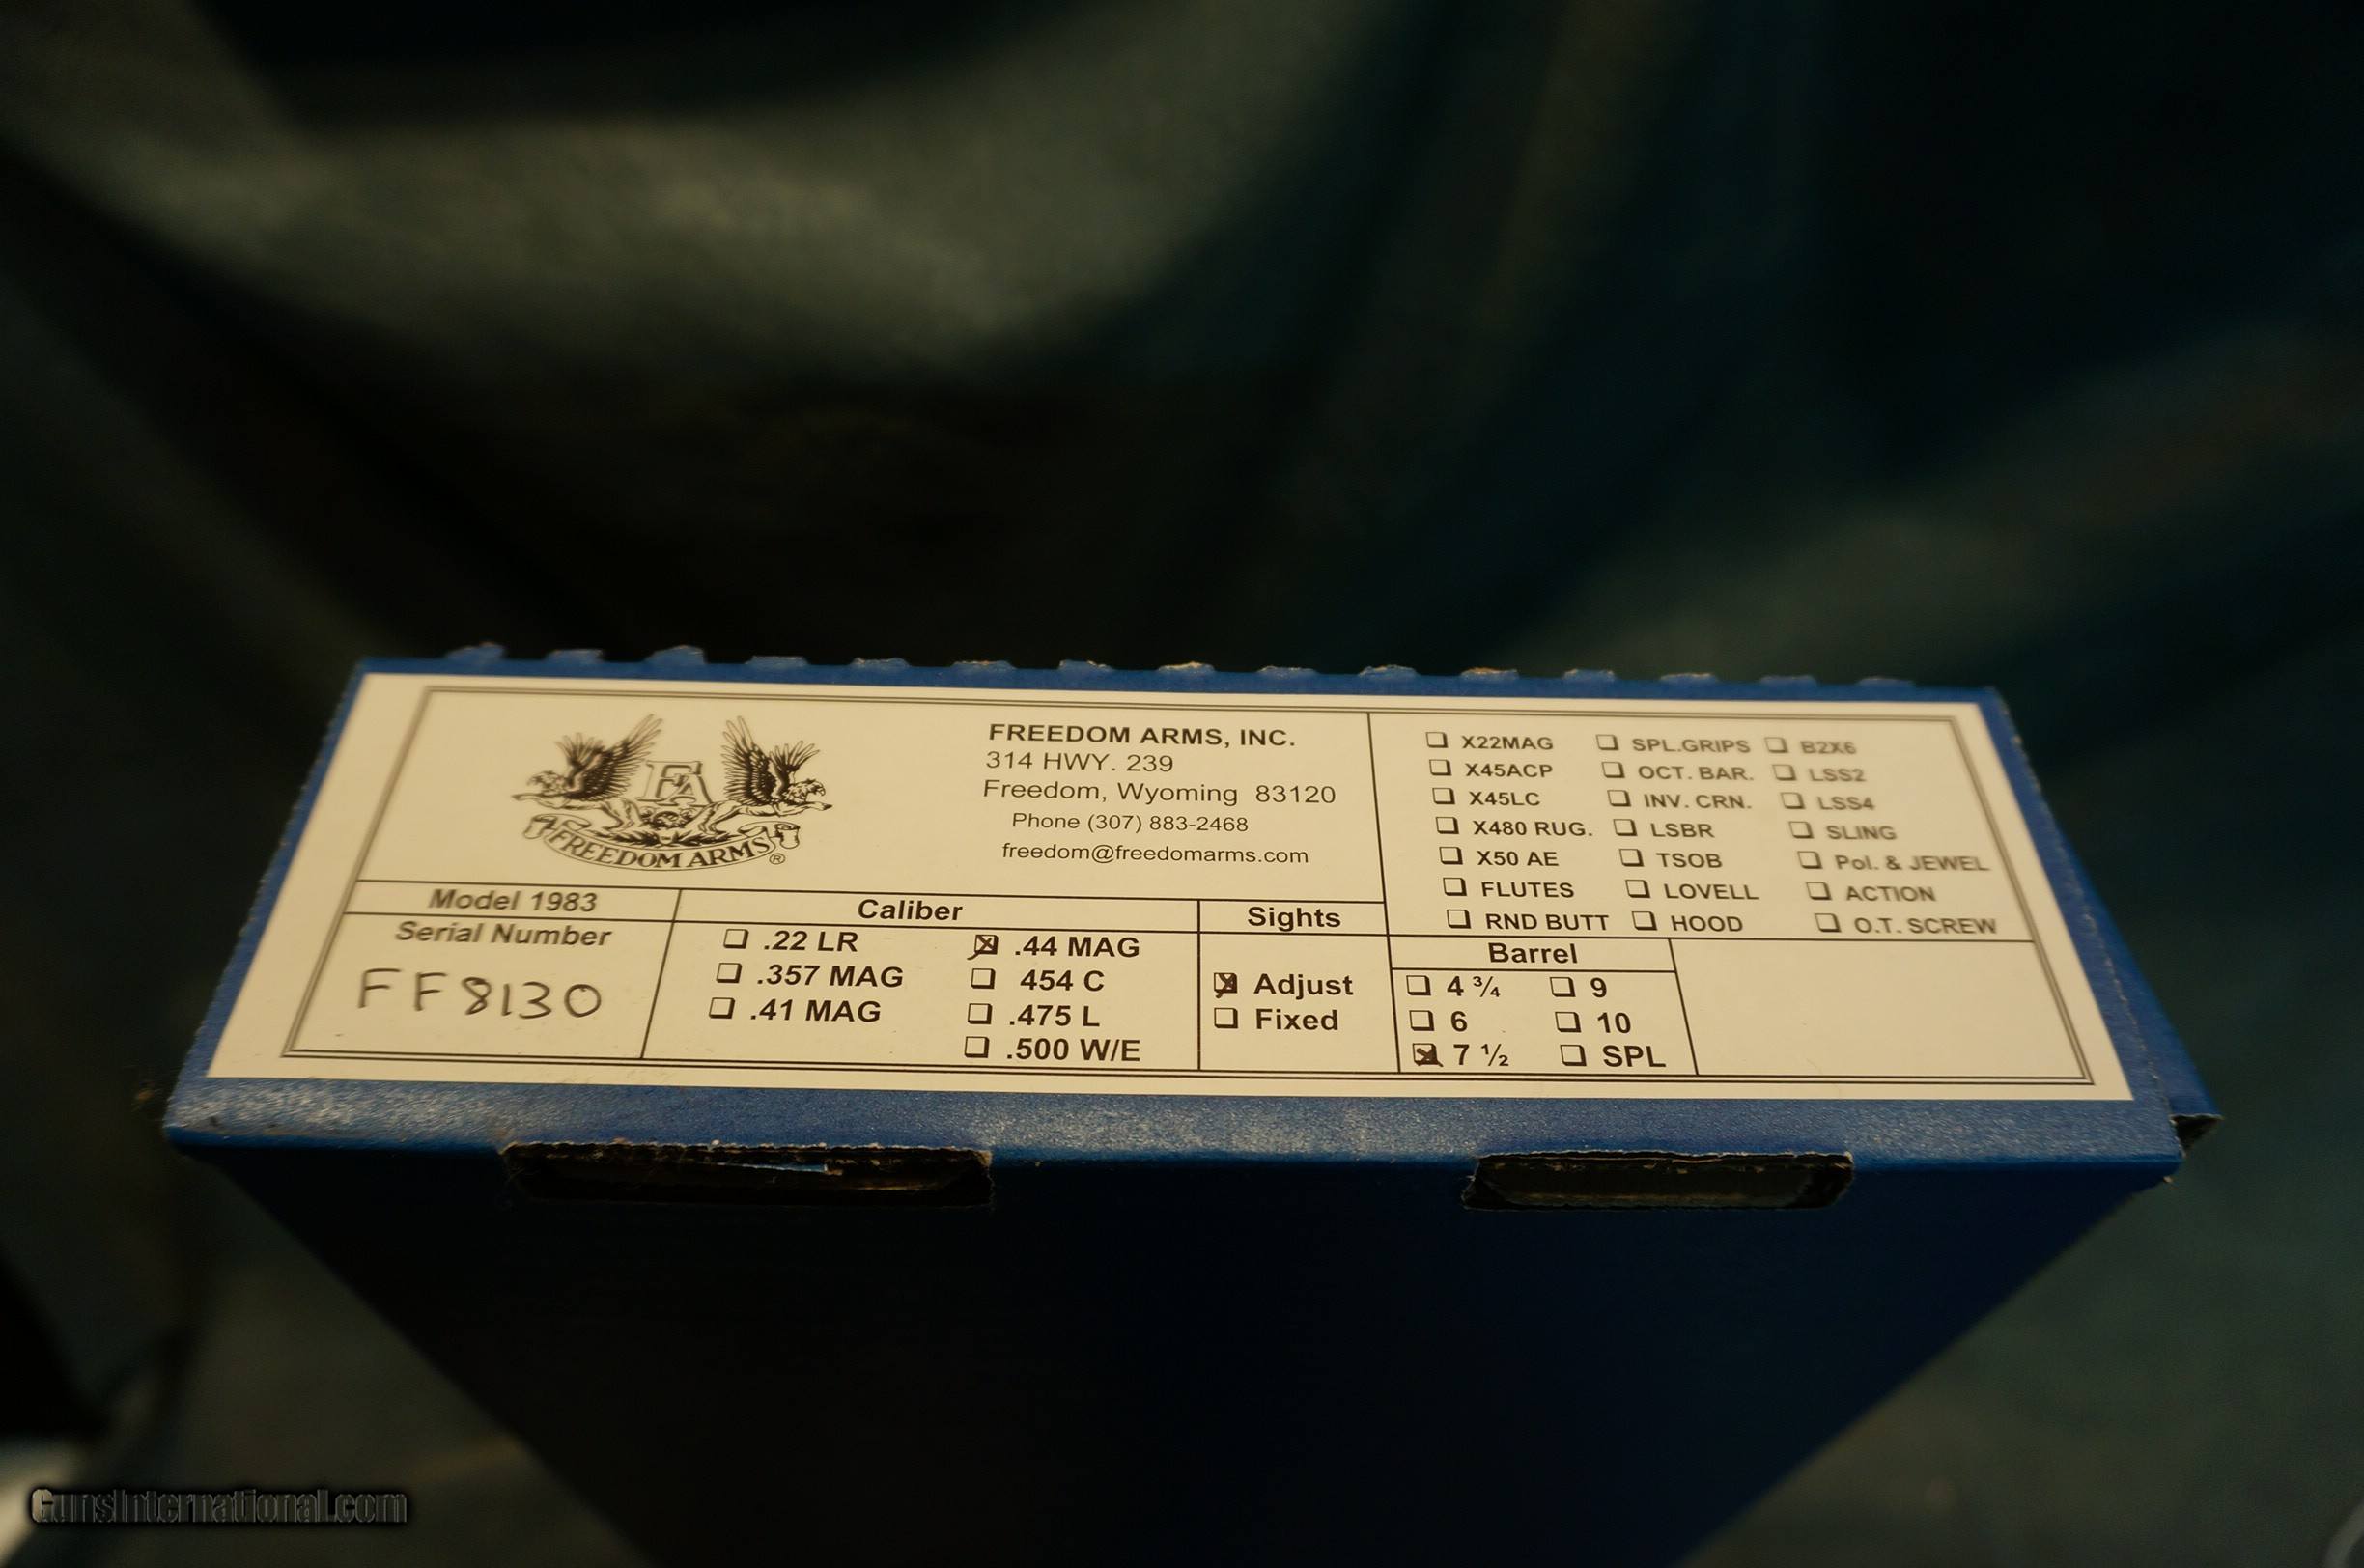 FA
FREEDOM ARMS®
FREEDOM ARMS, INC.
314 HWY. 239
Freedom, Wyoming 83120
Phone (307) 883-2468
freedom@freedomarms.com
❏ X22MAG ❏ SPL.GRIPS ❏ B2X6
❏ X45ACP ❏ OCT. BAR. ❏ LSS2
❏ X45LC ❏ INV. CRN. ❏ LSS4
❏ X480 RUG. ❏ LSBR ❏ SLING
❏ X50 AE ❏ TSOB ❏ Pol. & JEWEL
❏ FLUTES ❏ LOVELL ❏ ACTION
❏ RND BUTT ❏ HOOD ❏ O.T. SCREW
Model 1983
Serial Number
FF8130
Caliber
❏ .22 LR ☒ .44 MAG
❏ .357 MAG ❏ 454 C
❏ .41 MAG ❏ .475 L
❏ .500 W/E
Sights
☒ Adjust
❏ Fixed
Barrel
❏ 4 ¾ ❏ 9
❏ 6 ❏ 10
☒ 7 ½ ❏ SPL
GunsInternational.com